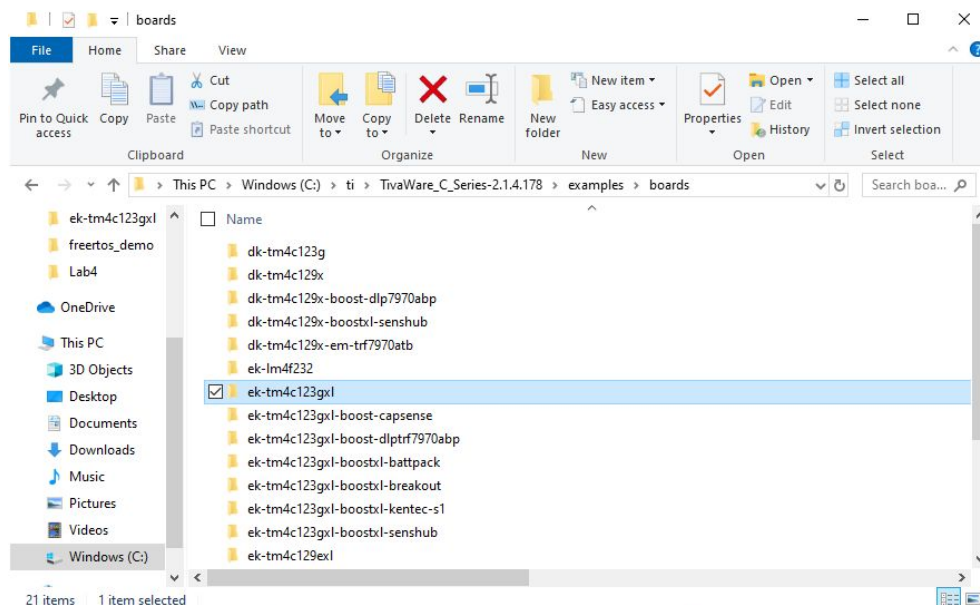 boards
File Home Share View
Pin to Quick access
Copy
Paste
Cut
Copy path
Paste shortcut
Clipboard
Move to
Copy to
Delete
Rename
Organize
New folder
New item
Easy access
New
Properties
Open
Edit
History
Open
Select all
Select none
Invert selection
Select
This PC > Windows (C:) > ti > TivaWare_C_Series-2.1.4.178 > examples > boards
Search boa...
ek-tm4c123gxl
freertos_demo
Lab4
OneDrive
This PC
3D Objects
Desktop
Documents
Downloads
Music
Pictures
Videos
Windows (C:)
Name
dk-tm4c123g
dk-tm4c129x
dk-tm4c129x-boost-dlp7970abp
dk-tm4c129x-boostxl-senshub
dk-tm4c129x-em-trf7970atb
ek-lm4f232
ek-tm4c123gxl
ek-tm4c123gxl-boost-capsense
ek-tm4c123gxl-boost-dlptrf7970abp
ek-tm4c123gxl-boostxl-battpack
ek-tm4c123gxl-boostxl-breakout
ek-tm4c123gxl-boostxl-kentec-s1
ek-tm4c123gxl-boostxl-senshub
ek-tm4c129exl
21 items 1 item selected